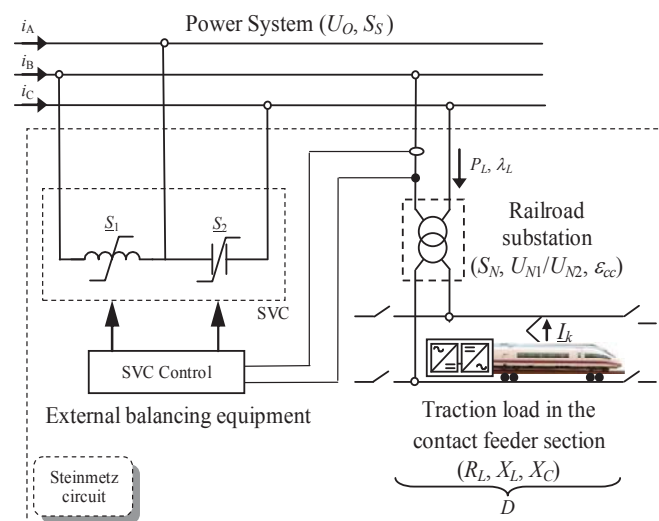 Power System (U_O, S_S)
i_A
i_B
i_C
P_L, λ_L
S_1
S_2
Railroad
substation
(S_N, U_N1/U_N2, ε_cc)
SVC
I_k
SVC Control
External balancing equipment
Traction load in the
contact feeder section
(R_L, X_L, X_C)
D
Steinmetz
circuit